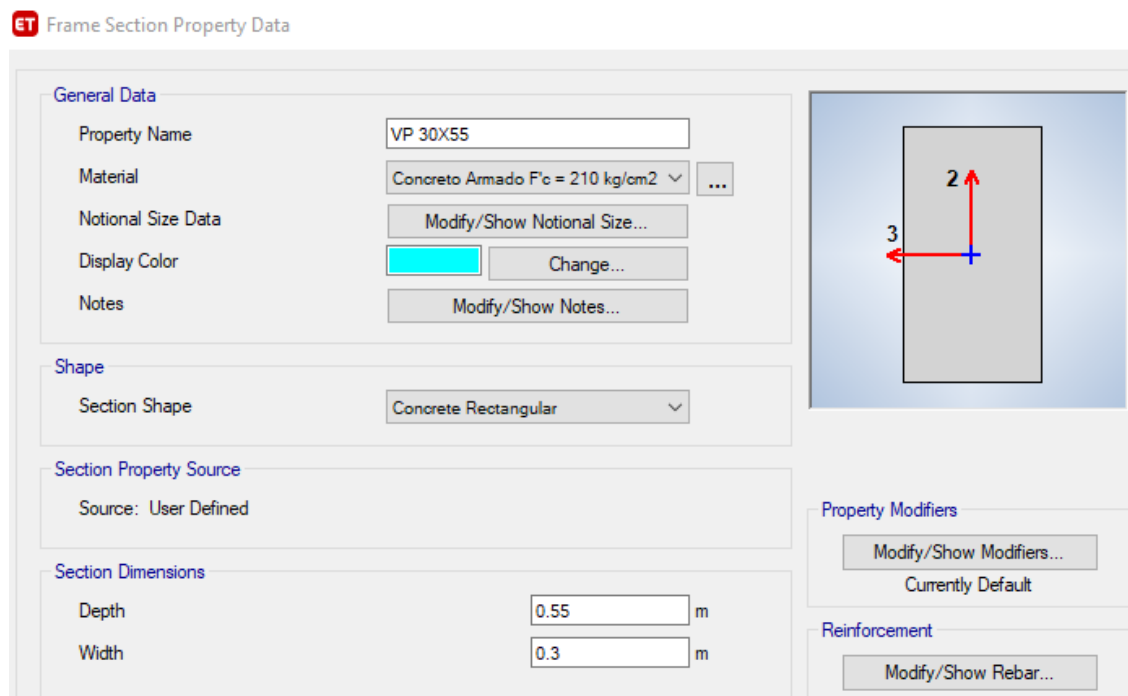 ET Frame Section Property Data
General Data
Property Name VP 30X55
Material Concreto Armado F'c = 210 kg/cm2 ...
Notional Size Data Modify/Show Notional Size...
Display Color Change...
Notes Modify/Show Notes...
Shape
Section Shape Concrete Rectangular
Section Property Source
Source: User Defined
Section Dimensions
Depth 0.55 m
Width 0.3 m
2
3
Property Modifiers
Modify/Show Modifiers...
Currently Default
Reinforcement
Modify/Show Rebar...